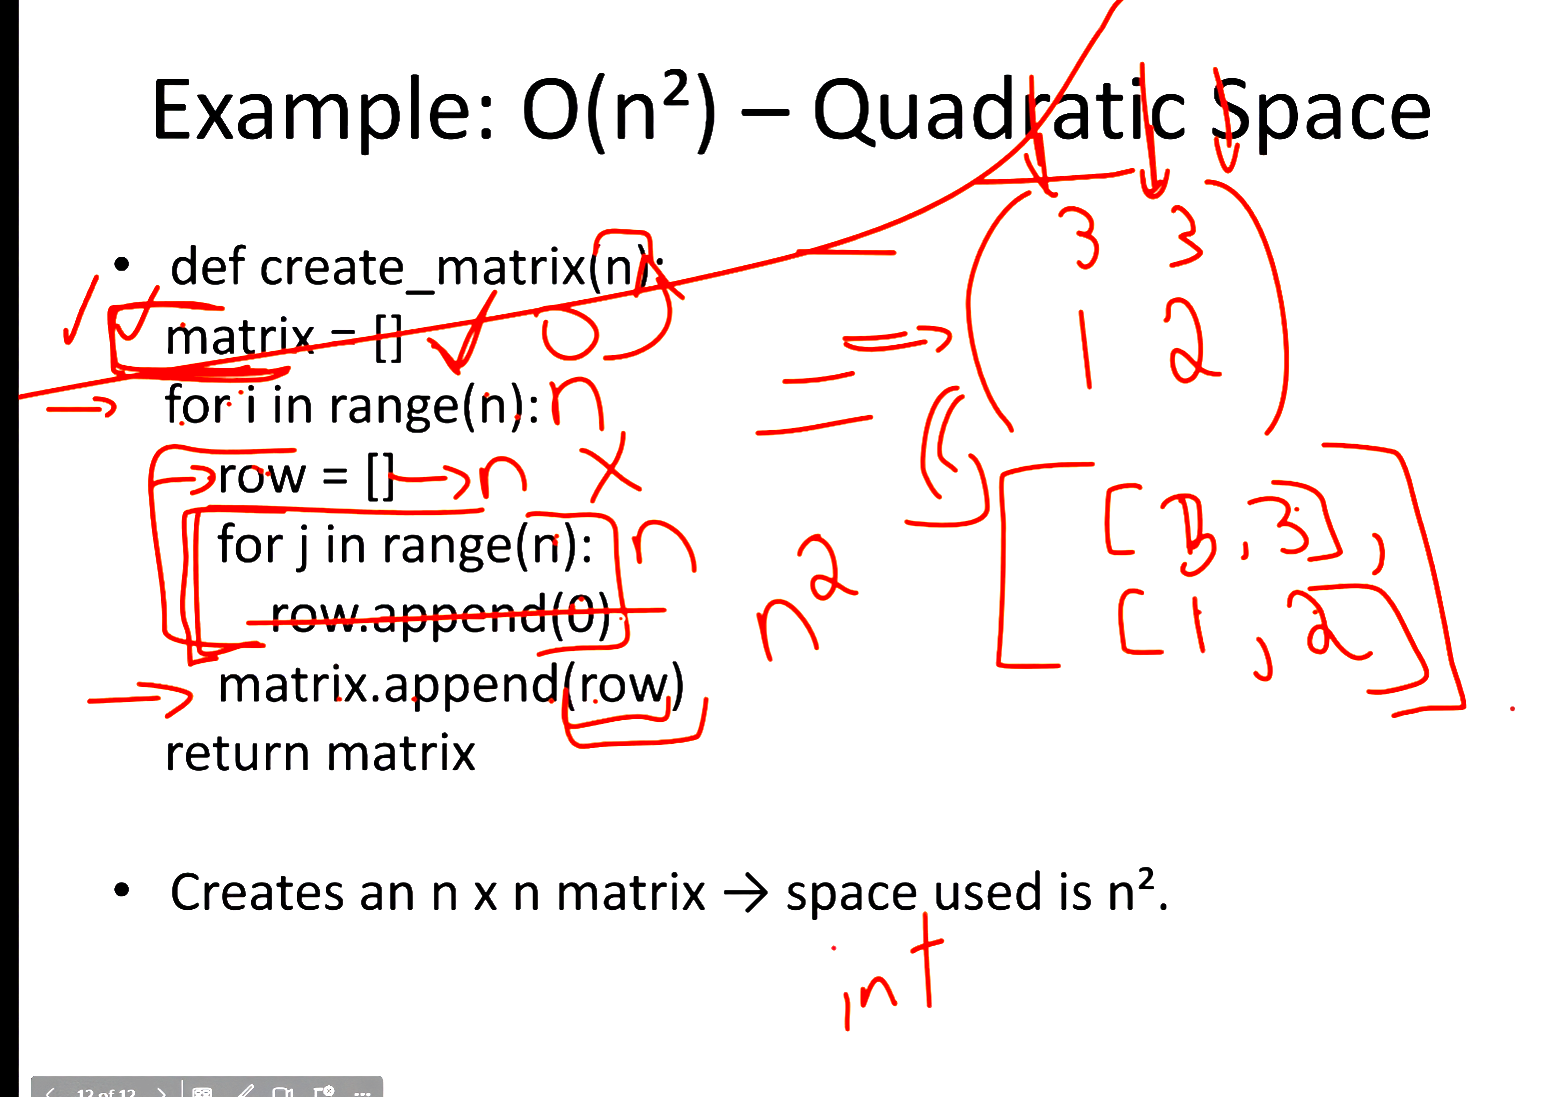 Example: O(n²) – Quadratic Space
• def create_matrix(n):
matrix = []
0
for i in range(n):
n
row = []
n
x
for j in range(n):
n
row.append(0)
matrix.append(row)
return matrix
n²
3 3
1 2
[ 3, 3],
[ 1, 2]
• Creates an n x n matrix → space used is n².
int
12 of 12